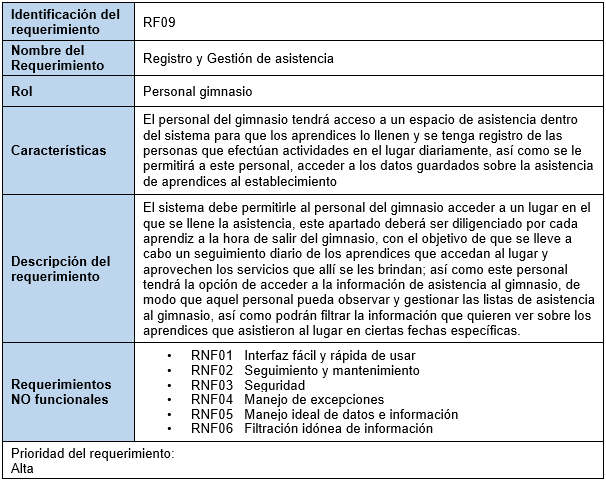 Identificación del
requerimiento
RF09
Nombre del
Requerimiento
Registro y Gestión de asistencia
Rol
Personal gimnasio
Características
El personal del gimnasio tendrá acceso a un espacio de asistencia dentro
del sistema para que los aprendices lo llenen y se tenga registro de las
personas que efectúan actividades en el lugar diariamente, así como se le
permitirá a este personal, acceder a los datos guardados sobre la asistencia
de aprendices al establecimiento
Descripción del
requerimiento
El sistema debe permitirle al personal del gimnasio acceder a un lugar en el
que se llene la asistencia, este apartado deberá ser diligenciado por cada
aprendiz a la hora de salir del gimnasio, con el objetivo de que se lleve a
cabo un seguimiento diario de los aprendices que accedan al lugar y
aprovechen los servicios que allí se les brindan; así como este personal
tendrá la opción de acceder a la información de asistencia al gimnasio, de
modo que aquel personal pueda observar y gestionar las listas de asistencia
al gimnasio, así como podrán filtrar la información que quieren ver sobre los
aprendices que asistieron al lugar en ciertas fechas específicas.
Requerimientos
NO funcionales
• RNF01 Interfaz fácil y rápida de usar
• RNF02 Seguimiento y mantenimiento
• RNF03 Seguridad
• RNF04 Manejo de excepciones
• RNF05 Manejo ideal de datos e información
• RNF06 Filtración idónea de información
Prioridad del requerimiento:
Alta